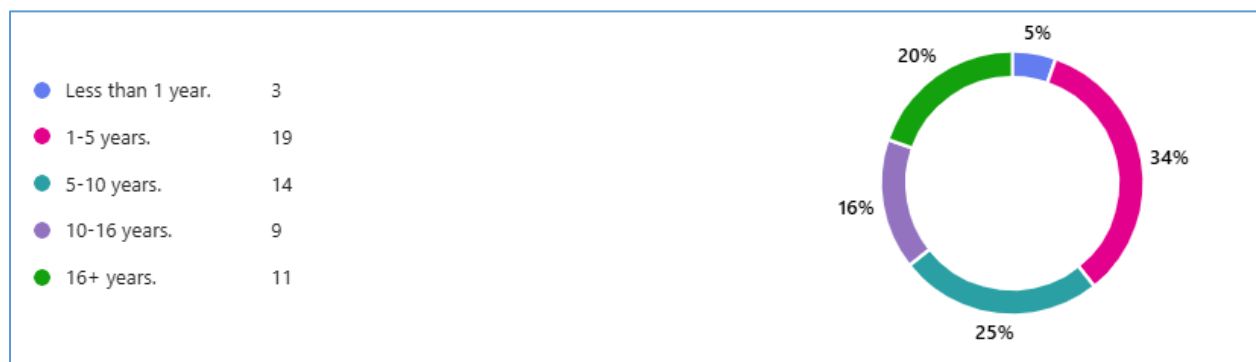 Less than 1 year. 3
1-5 years. 19
5-10 years. 14
10-16 years. 9
16+ years. 11
5%
20%
34%
16%
25%